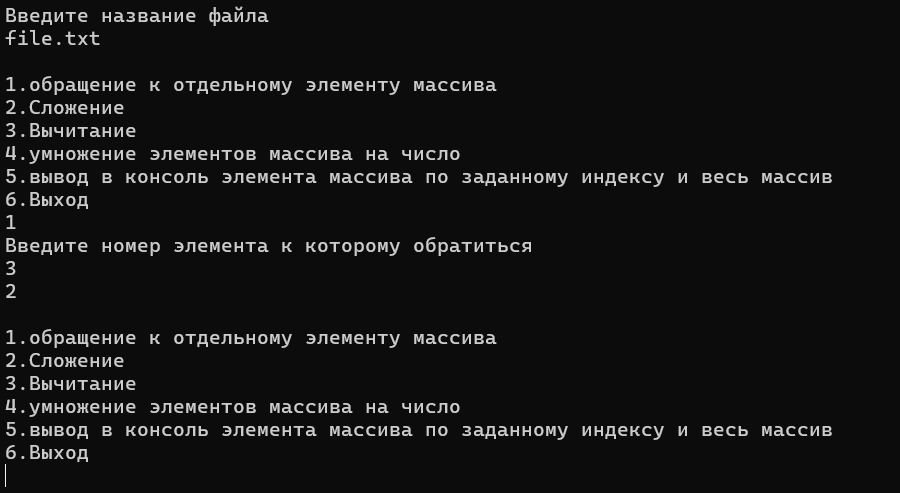 Введите название файла
file.txt
1.обращение к отдельному элементу массива
2.Сложение
3.Вычитание
4.умножение элементов массива на число
5.вывод в консоль элемента массива по заданному индексу и весь массив
6.Выход
1
Введите номер элемента к которому обратиться
3
2
1.обращение к отдельному элементу массива
2.Сложение
3.Вычитание
4.умножение элементов массива на число
5.вывод в консоль элемента массива по заданному индексу и весь массив
6.Выход